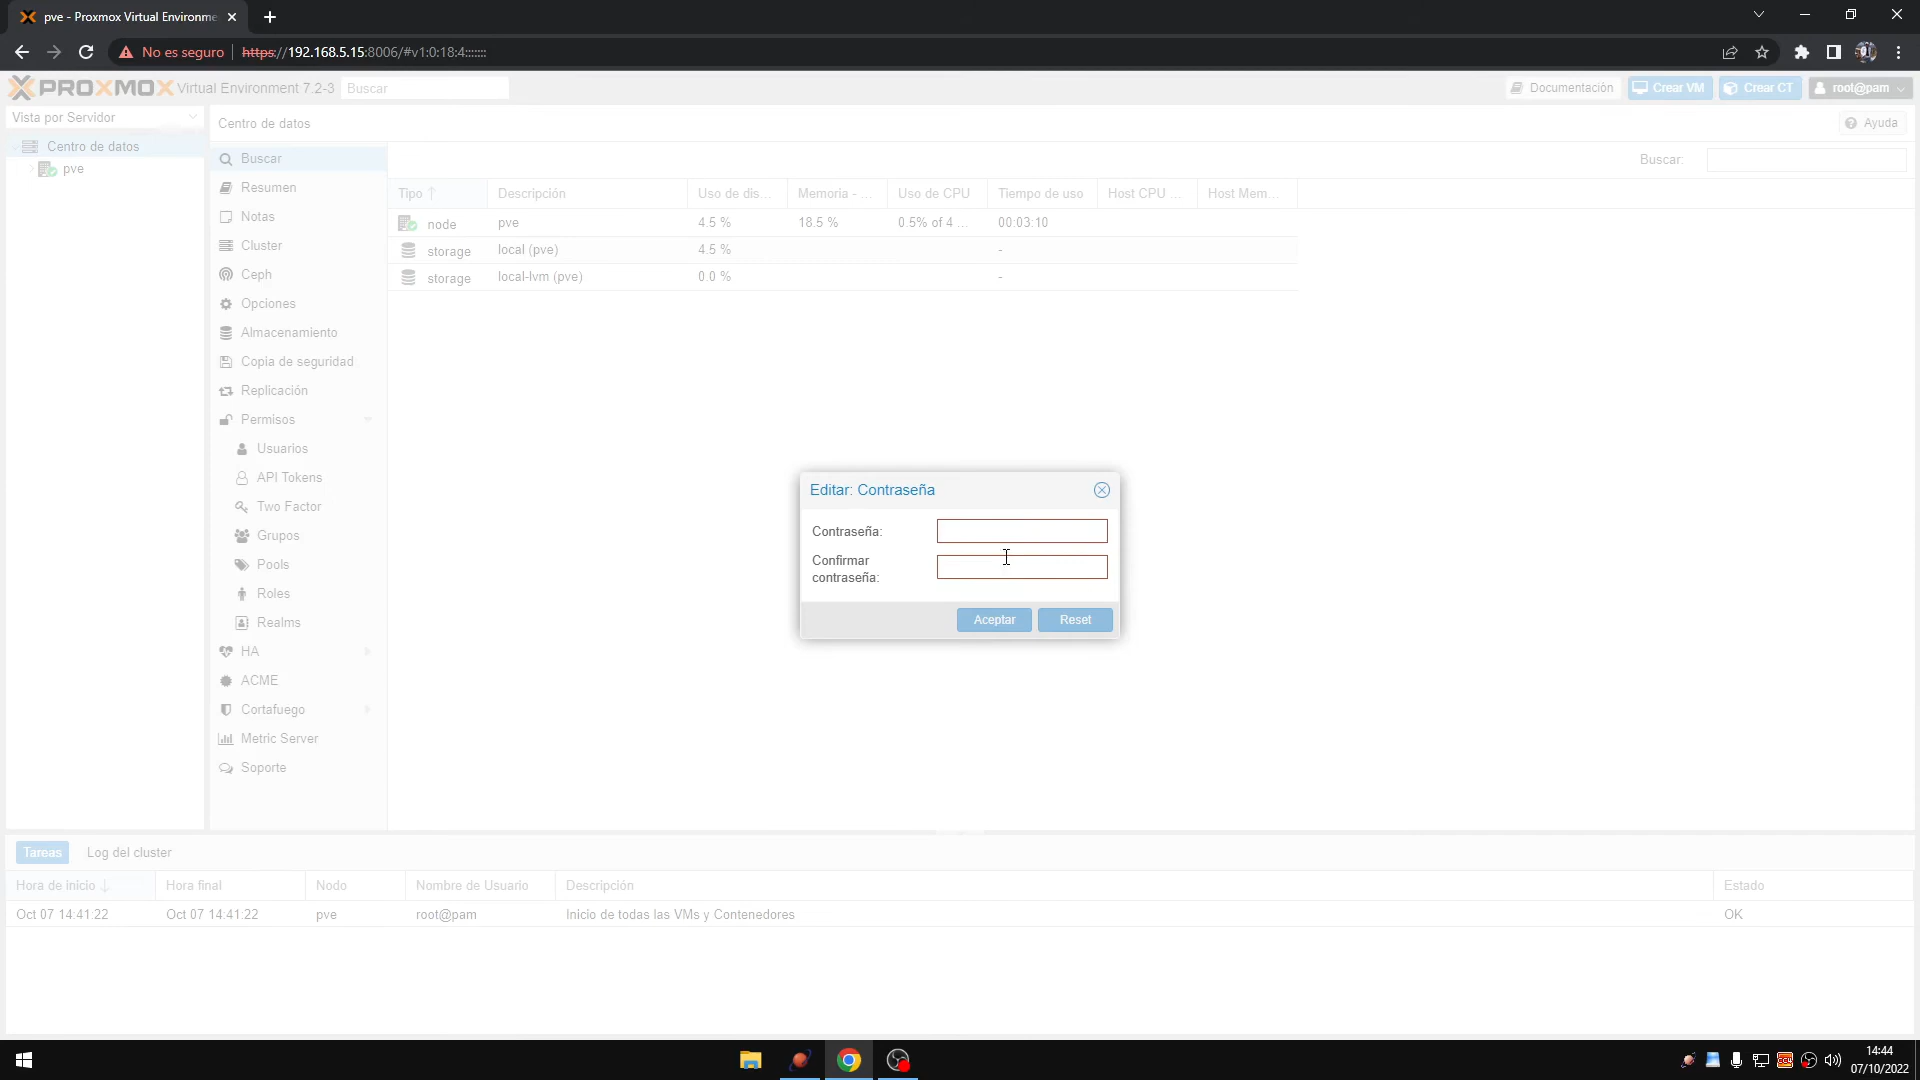 pve - Proxmox Virtual Environme
No es seguro
https://192.168.5.15:8006/#v1:0:18:4:::::::
PROXMOX Virtual Environment 7.2-3
Buscar
Documentación
Crear VM
Crear CT
root@pam
Vista por Servidor
Centro de datos
Ayuda
Centro de datos
pve
Buscar
Resumen
Notas
Cluster
Ceph
Opciones
Almacenamiento
Copia de seguridad
Replicación
Permisos
Usuarios
API Tokens
Two Factor
Grupos
Pools
Roles
Realms
HA
ACME
Cortafuego
Metric Server
Soporte
Buscar:
Tipo Descripción Uso de dis... Memoria - ... Uso de CPU Tiempo de uso Host CPU ... Host Mem...
node pve 4.5 % 18.5 % 0.5% of 4 ... 00:03:10
storage local (pve) 4.5 % -
storage local-lvm (pve) 0.0 % -
Editar: Contraseña
Contraseña:
Confirmar
contraseña:
Aceptar
Reset
Tareas
Log del cluster
Hora de inicio Hora final Nodo Nombre de Usuario Descripción Estado
Oct 07 14:41:22 Oct 07 14:41:22 pve root@pam Inicio de todas las VMs y Contenedores OK
14:44
07/10/2022